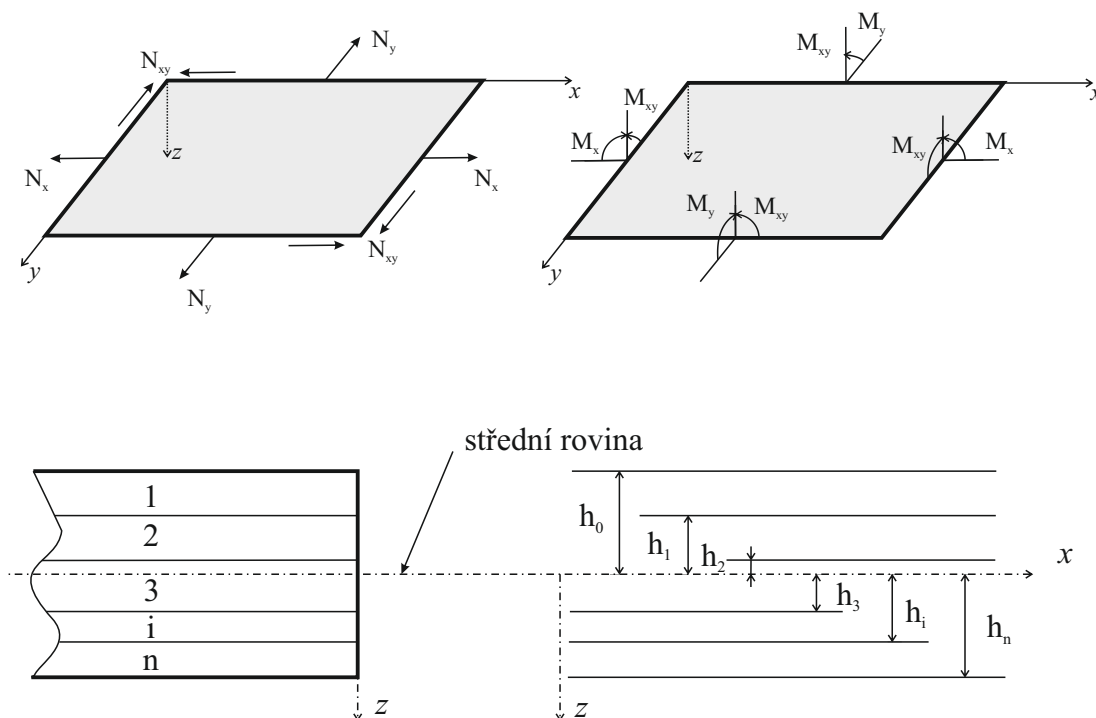 N_y
N_xy
x
z
N_x
N_x
N_xy
y
N_y
M_y
M_xy
x
M_xy
M_x
z
M_xy
M_x
M_y
M_xy
y
střední rovina
1
2
3
i
n
z
h_0
h_1
h_2
x
h_3
h_i
h_n
z